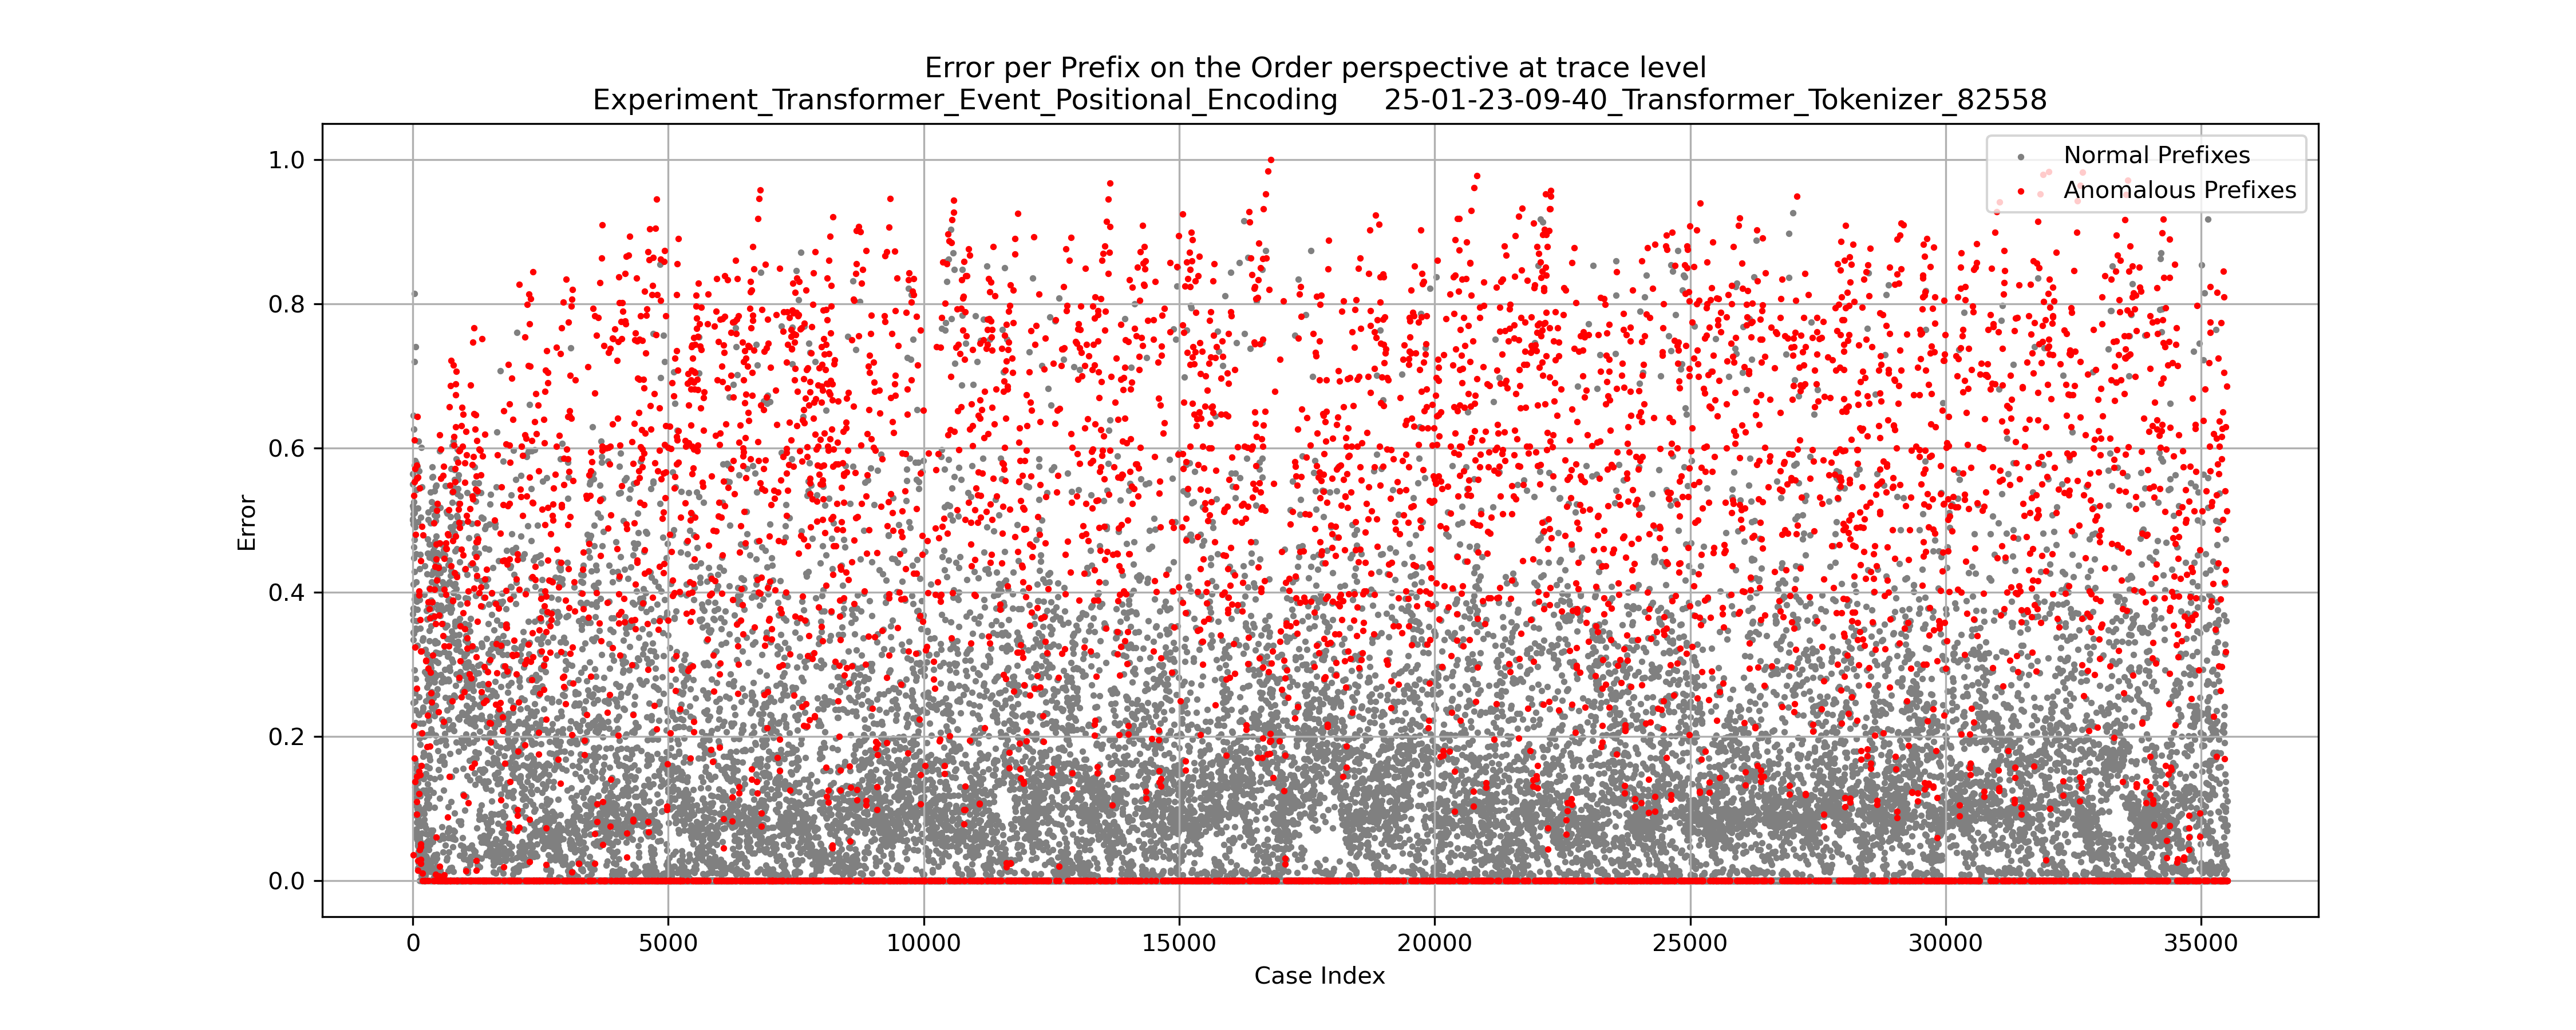 Error per Prefix on the Order perspective at trace level
Experiment_Transformer_Event_Positional_Encoding 25-01-23-09-40_Transformer_Tokenizer_82558
Normal Prefixes
Anomalous Prefixes
1.0
0.8
0.6
0.4
0.2
0.0
Error
0 5000 10000 15000 20000 25000 30000 35000
Case Index